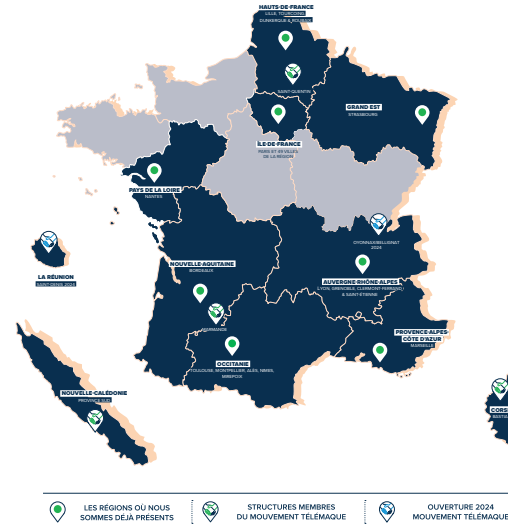 HAUTS-DE-FRANCE
LILLE, TOURCOING,
DUNKERQUE & ROUBAIX
SAINT-QUENTIN
GRAND EST
STRASBOURG
ÎLE-DE-FRANCE
PARIS ET 49 VILLES
DE LA RÉGION
PAYS DE LA LOIRE
NANTES
OYONNAX/BELLIGNAT
2024
LA RÉUNION
SAINT-DENIS 2024
NOUVELLE-AQUITAINE
BORDEAUX
AUVERGNE-RHÔNE-ALPES
LYON, GRENOBLE, CLERMONT-FERRAND
& SAINT-ÉTIENNE
MARMANDE
PROVENCE-ALPES-
CÔTE D'AZUR
MARSEILLE
OCCITANIE
TOULOUSE, MONTPELLIER, ALÈS, NIMES,
MIREPOIX
NOUVELLE-CALÉDONIE
PROVINCE SUD
CORS
BASTIA
LES RÉGIONS OÙ NOUS
SOMMES DÉJÀ PRÉSENTS
STRUCTURES MEMBRES
DU MOUVEMENT TÉLÉMAQUE
OUVERTURE 2024
MOUVEMENT TÉLÉMAQUE